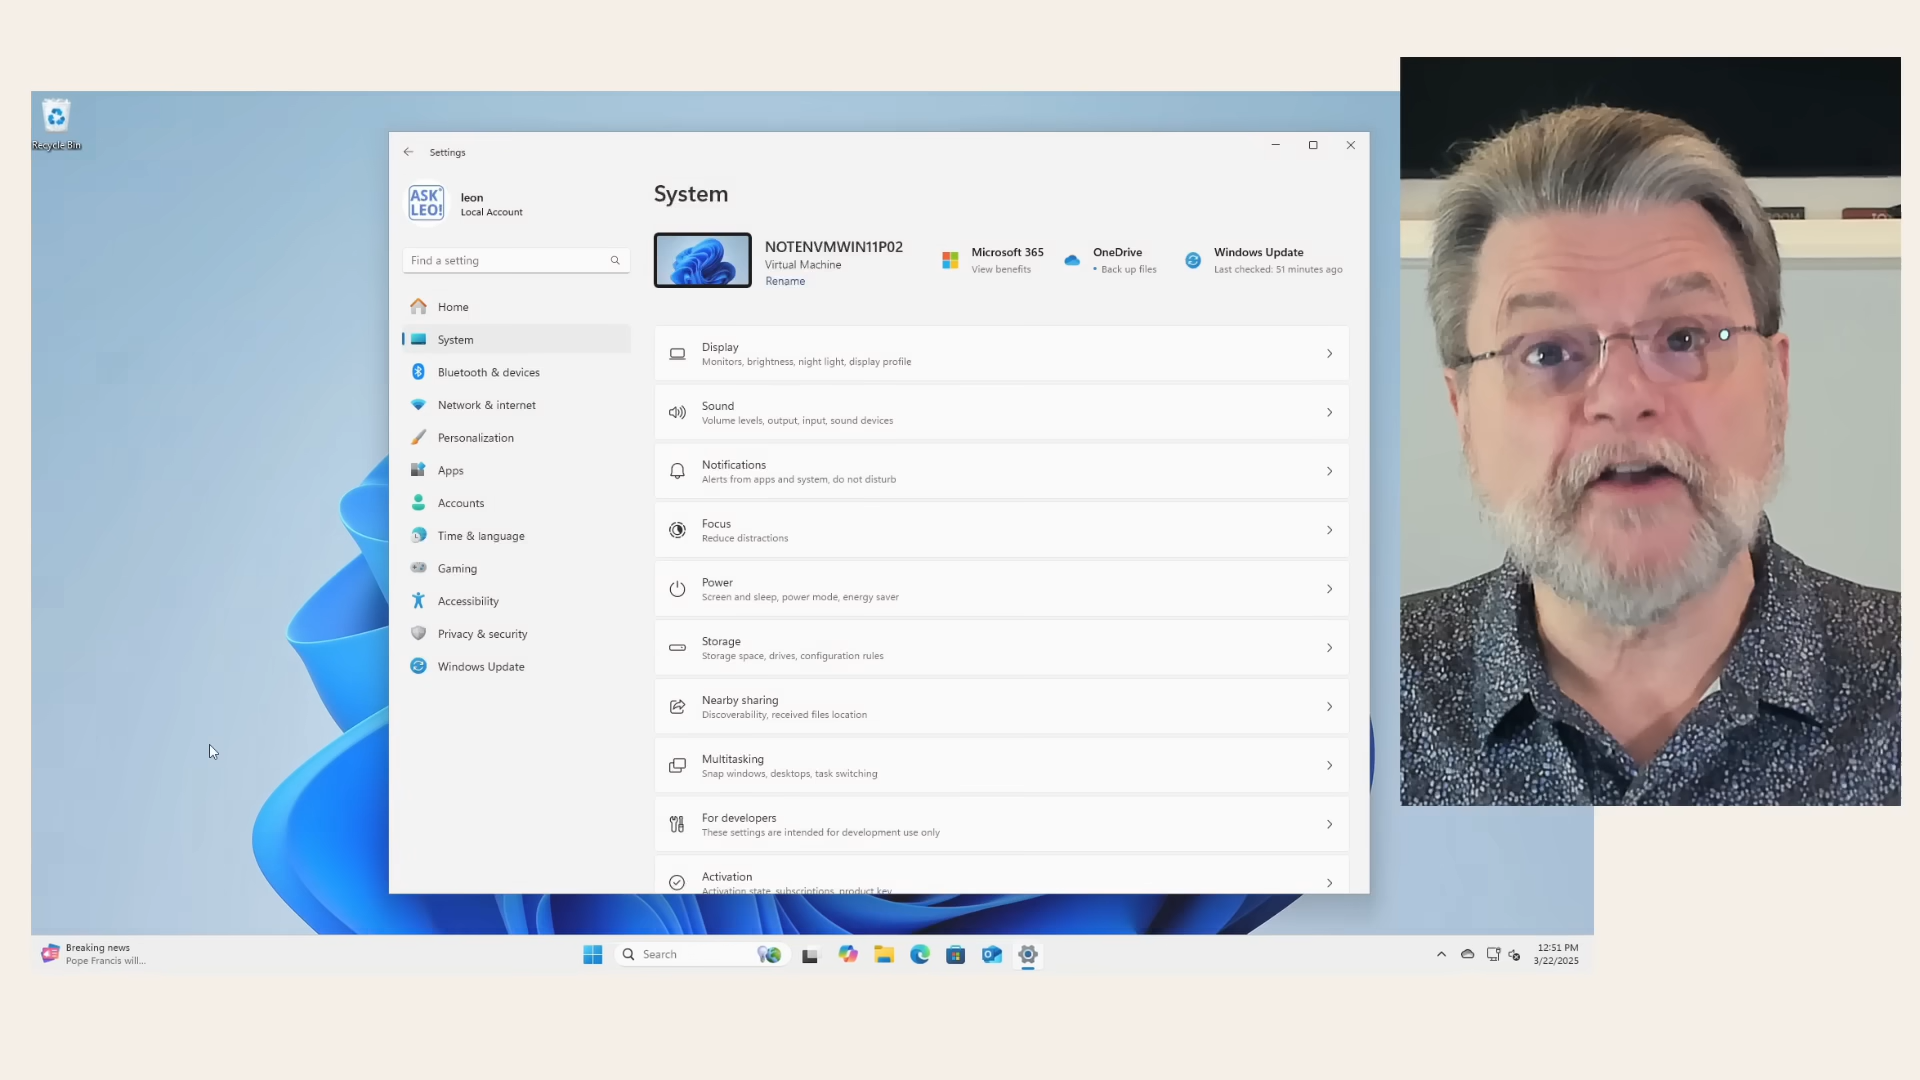 Recycle Bin
Settings
ASK
LEO!
leon
Local Account
Find a setting
Home
System
Bluetooth & devices
Network & internet
Personalization
Apps
Accounts
Time & language
Gaming
Accessibility
Privacy & security
Windows Update
System
NOTENVMWIN11P02
Virtual Machine
Rename
Microsoft 365
View benefits
OneDrive
• Back up files
Windows Update
Last checked: 51 minutes ago
Display
Monitors, brightness, night light, display profile
Sound
Volume levels, output, input, sound devices
Notifications
Alerts from apps and system, do not disturb
Focus
Reduce distractions
Power
Screen and sleep, power mode, energy saver
Storage
Storage space, drives, configuration rules
Nearby sharing
Discoverability, received files location
Multitasking
Snap windows, desktops, task switching
For developers
These settings are intended for development use only
Activation
Activation state, subscriptions, product key
Breaking news
Pope Francis will...
Search
12:51 PM
3/22/2025